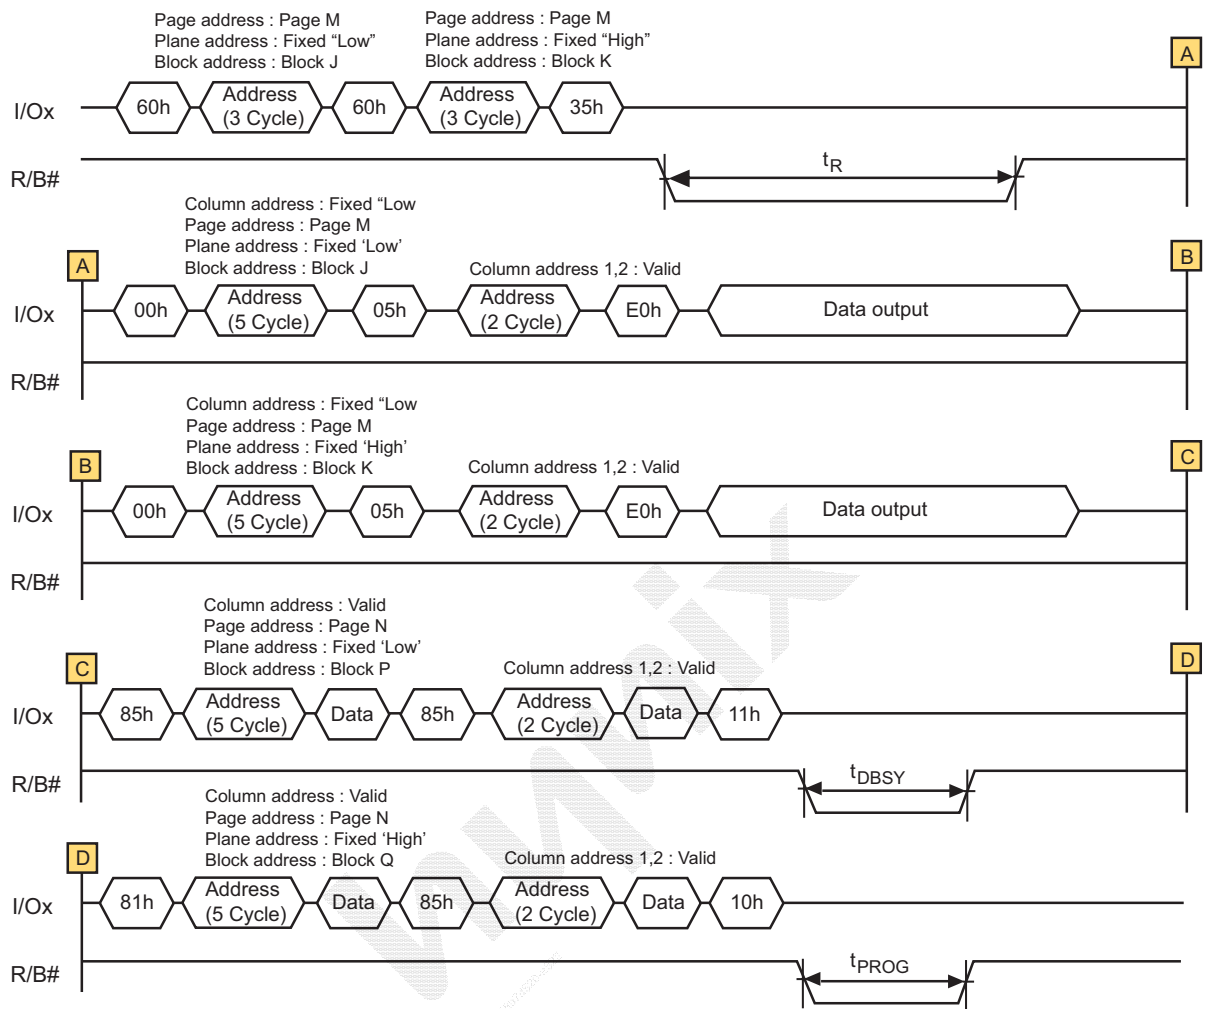 Page address : Page M
Plane address : Fixed “Low”
Block address : Block J
Page address : Page M
Plane address : Fixed “High”
Block address : Block K
A
I/Ox
60h
Address
(3 Cycle)
60h
Address
(3 Cycle)
35h
R/B#
tR
Column address : Fixed “Low
Page address : Page M
Plane address : Fixed ‘Low’
Block address : Block J
Column address 1,2 : Valid
A
B
I/Ox
00h
Address
(5 Cycle)
05h
Address
(2 Cycle)
E0h
Data output
R/B#
Column address : Fixed “Low
Page address : Page M
Plane address : Fixed ‘High’
Block address : Block K
Column address 1,2 : Valid
B
C
I/Ox
00h
Address
(5 Cycle)
05h
Address
(2 Cycle)
E0h
Data output
R/B#
Column address : Valid
Page address : Page N
Plane address : Fixed ‘Low’
Block address : Block P
Column address 1,2 : Valid
C
D
I/Ox
85h
Address
(5 Cycle)
Data
85h
Address
(2 Cycle)
Data
11h
R/B#
tDBSY
Column address : Valid
Page address : Page N
Plane address : Fixed ‘High’
Block address : Block Q
Column address 1,2 : Valid
D
I/Ox
81h
Address
(5 Cycle)
Data
85h
Address
(2 Cycle)
Data
10h
R/B#
tPROG